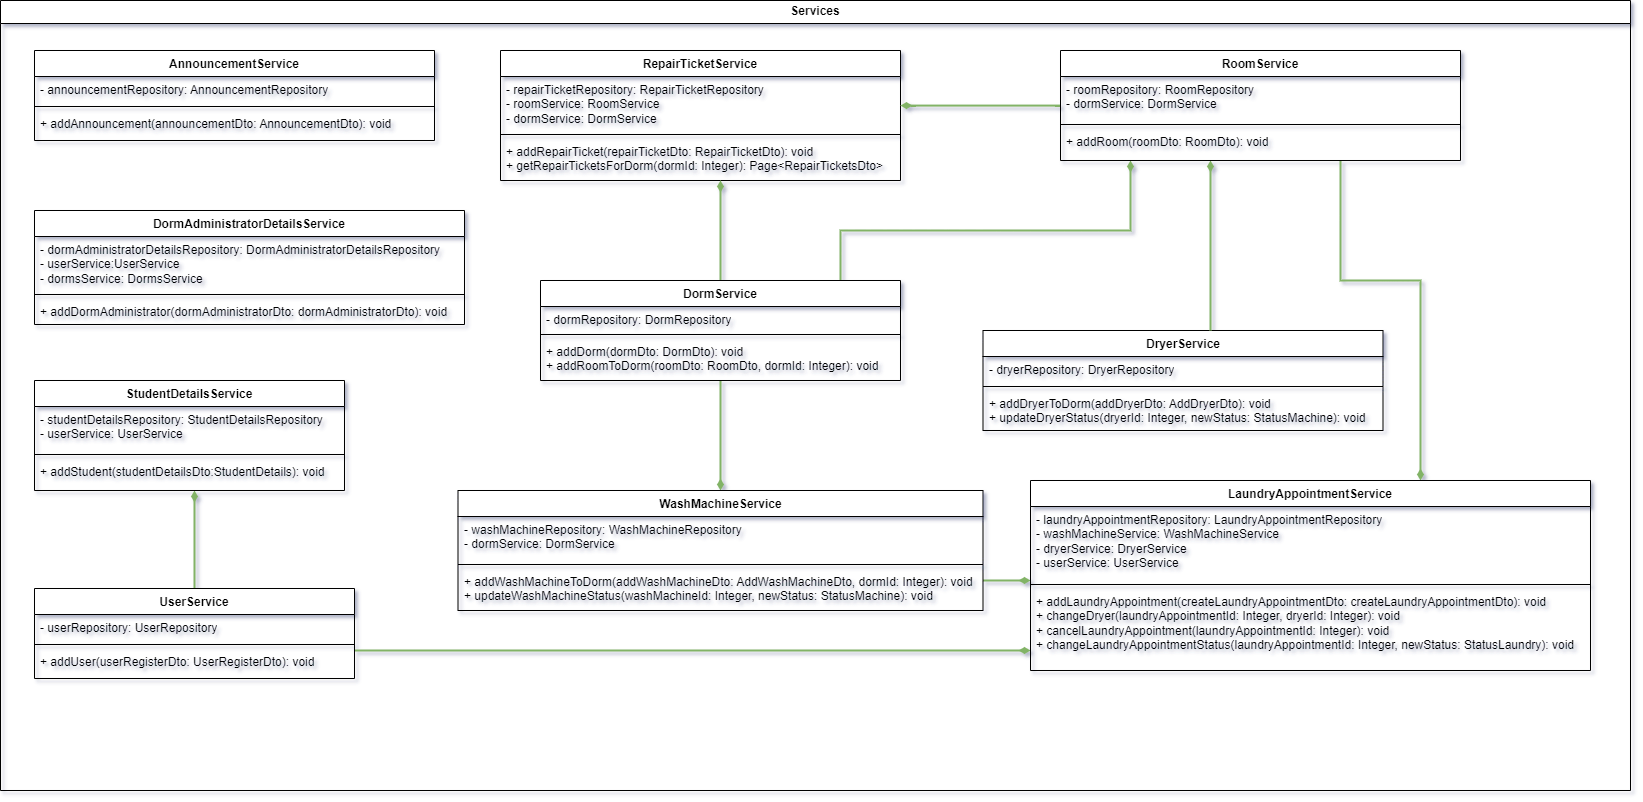 Services
AnnouncementService
- announcementRepository: AnnouncementRepository
+ addAnnouncement(announcementDto: AnnouncementDto): void
RepairTicketService
- repairTicketRepository: RepairTicketRepository
- roomService: RoomService
- dormService: DormService
+ addRepairTicket(repairTicketDto: RepairTicketDto): void
+ getRepairTicketsForDorm(dormId: Integer): Page<RepairTicketsDto>
RoomService
- roomRepository: RoomRepository
- dormService: DormService
+ addRoom(roomDto: RoomDto): void
DormAdministratorDetailsService
- dormAdministratorDetailsRepository: DormAdministratorDetailsRepository
- userService:UserService
- dormsService: DormsService
+ addDormAdministrator(dormAdministratorDto: dormAdministratorDto): void
DormService
- dormRepository: DormRepository
+ addDorm(dormDto: DormDto): void
+ addRoomToDorm(roomDto: RoomDto, dormId: Integer): void
DryerService
- dryerRepository: DryerRepository
+ addDryerToDorm(addDryerDto: AddDryerDto): void
+ updateDryerStatus(dryerId: Integer, newStatus: StatusMachine): void
StudentDetailsService
- studentDetailsRepository: StudentDetailsRepository
- userService: UserService
+ addStudent(studentDetailsDto:StudentDetails): void
WashMachineService
- washMachineRepository: WashMachineRepository
- dormService: DormService
+ addWashMachineToDorm(addWashMachineDto: AddWashMachineDto, dormId: Integer): void
+ updateWashMachineStatus(washMachineId: Integer, newStatus: StatusMachine): void
LaundryAppointmentService
- laundryAppointmentRepository: LaundryAppointmentRepository
- washMachineService: WashMachineService
- dryerService: DryerService
- userService: UserService
+ addLaundryAppointment(createLaundryAppointmentDto: createLaundryAppointmentDto): void
+ changeDryer(laundryAppointmentId: Integer, dryerId: Integer): void
+ cancelLaundryAppointment(laundryAppointmentId: Integer): void
+ changeLaundryAppointmentStatus(laundryAppointmentId: Integer, newStatus: StatusLaundry): void
UserService
- userRepository: UserRepository
+ addUser(userRegisterDto: UserRegisterDto): void